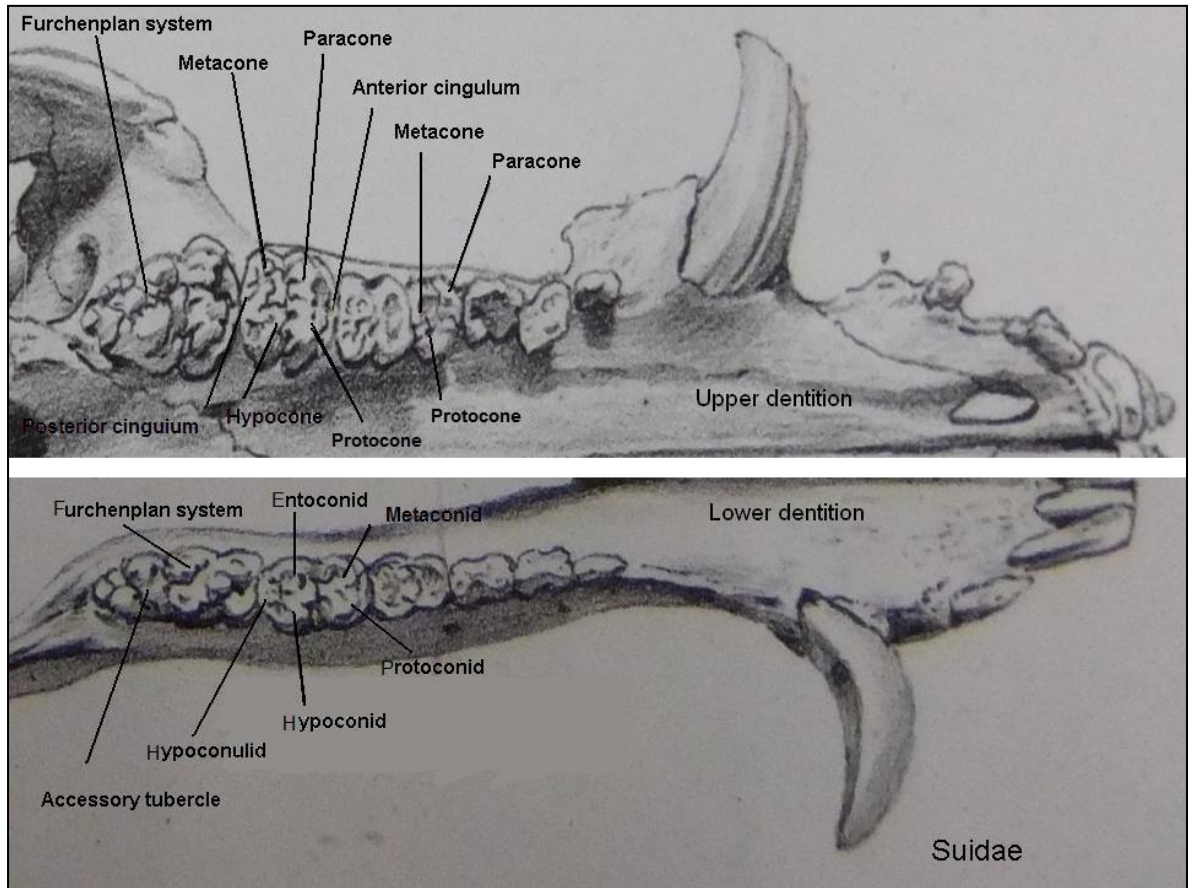 Furchenplan system
Paracone
Metacone
Anterior cingulum
Metacone
Paracone
Posterior cinguium
Hypocone
Protocone
Protocone
Upper dentition
Furchenplan system
Entoconid
Metaconid
Lower dentition
Protoconid
Hypoconid
Hypoconulid
Accessory tubercle
Suidae